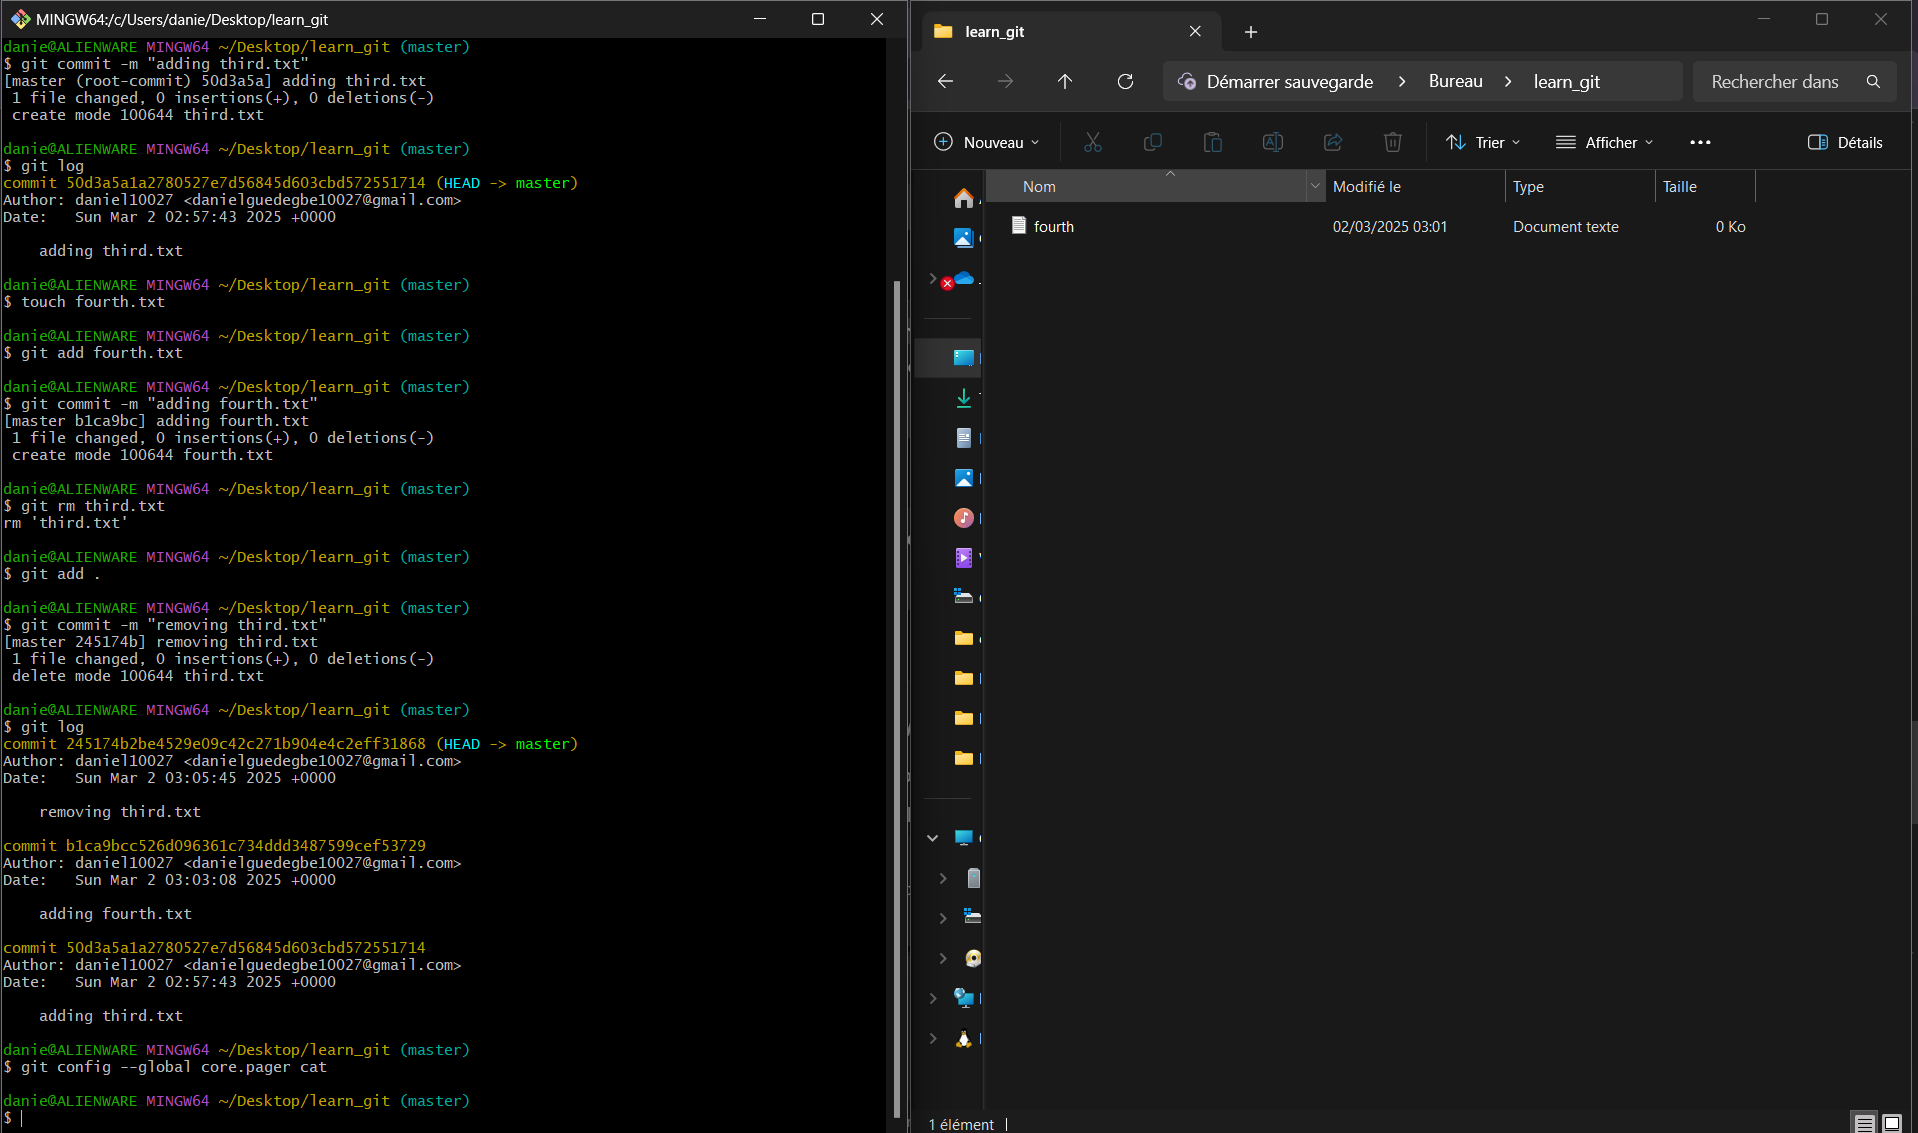 MINGW64:/c/Users/danie/Desktop/learn_git
danie@ALIENWARE MINGW64 ~/Desktop/learn_git (master)
$ git commit -m "adding third.txt"
[master (root-commit) 50d3a5a] adding third.txt
 1 file changed, 0 insertions(+), 0 deletions(-)
 create mode 100644 third.txt
danie@ALIENWARE MINGW64 ~/Desktop/learn_git (master)
$ git log
commit 50d3a5a1a2780527e7d56845d603cbd572551714 (HEAD -> master)
Author: daniel10027 <danielguedegbe10027@gmail.com>
Date:   Sun Mar 2 02:57:43 2025 +0000
    adding third.txt
danie@ALIENWARE MINGW64 ~/Desktop/learn_git (master)
$ touch fourth.txt
danie@ALIENWARE MINGW64 ~/Desktop/learn_git (master)
$ git add fourth.txt
danie@ALIENWARE MINGW64 ~/Desktop/learn_git (master)
$ git commit -m "adding fourth.txt"
[master b1ca9bc] adding fourth.txt
 1 file changed, 0 insertions(+), 0 deletions(-)
 create mode 100644 fourth.txt
danie@ALIENWARE MINGW64 ~/Desktop/learn_git (master)
$ git rm third.txt
rm 'third.txt'
danie@ALIENWARE MINGW64 ~/Desktop/learn_git (master)
$ git add .
danie@ALIENWARE MINGW64 ~/Desktop/learn_git (master)
$ git commit -m "removing third.txt"
[master 245174b] removing third.txt
 1 file changed, 0 insertions(+), 0 deletions(-)
 delete mode 100644 third.txt
danie@ALIENWARE MINGW64 ~/Desktop/learn_git (master)
$ git log
commit 245174b2be4529e09c42c271b904e4c2eff31868 (HEAD -> master)
Author: daniel10027 <danielguedegbe10027@gmail.com>
Date:   Sun Mar 2 03:05:45 2025 +0000
    removing third.txt
commit b1ca9bcc526d096361c734ddd3487599cef53729
Author: daniel10027 <danielguedegbe10027@gmail.com>
Date:   Sun Mar 2 03:03:08 2025 +0000
    adding fourth.txt
commit 50d3a5a1a2780527e7d56845d603cbd572551714
Author: daniel10027 <danielguedegbe10027@gmail.com>
Date:   Sun Mar 2 02:57:43 2025 +0000
    adding third.txt
danie@ALIENWARE MINGW64 ~/Desktop/learn_git (master)
$ git config --global core.pager cat
danie@ALIENWARE MINGW64 ~/Desktop/learn_git (master)
$
learn_git
Démarrer sauvegarde > Bureau > learn_git
Rechercher dans
Nouveau
Trier
Afficher
Détails
Nom Modifié le Type Taille
fourth 02/03/2025 03:01 Document texte 0 Ko
1 élément